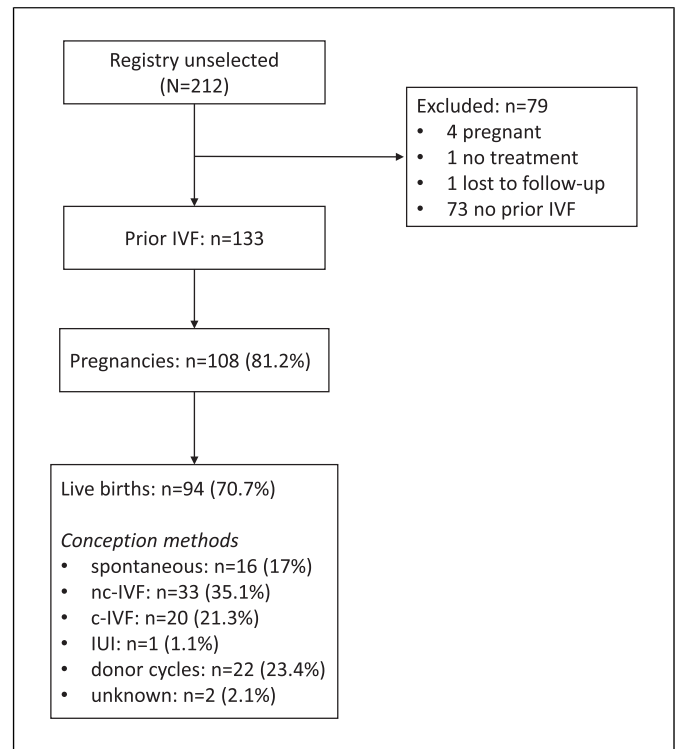 Registry unselected
(N=212)
Excluded: n=79
• 4 pregnant
• 1 no treatment
• 1 lost to follow-up
• 73 no prior IVF
Prior IVF: n=133
Pregnancies: n=108 (81.2%)
Live births: n=94 (70.7%)
Conception methods
• spontaneous: n=16 (17%)
• nc-IVF: n=33 (35.1%)
• c-IVF: n=20 (21.3%)
• IUI: n=1 (1.1%)
• donor cycles: n=22 (23.4%)
• unknown: n=2 (2.1%)